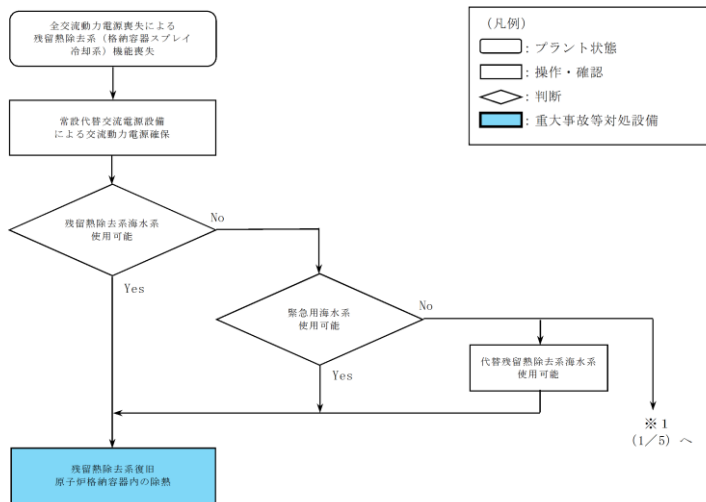 全交流動力電源喪失による
残留熱除去系（格納容器スプレイ
冷却系）機能喪失
（凡例）
：プラント状態
：操作・確認
：判断
：重大事故等対処設備
常設代替交流電源設備
による交流動力電源確保
残留熱除去系海水系
使用可能
No
Yes
緊急用海水系
使用可能
No
Yes
代替残留熱除去系海水系
使用可能
※１
(1／5) へ
残留熱除去系復旧
原子炉格納容器内の除熱